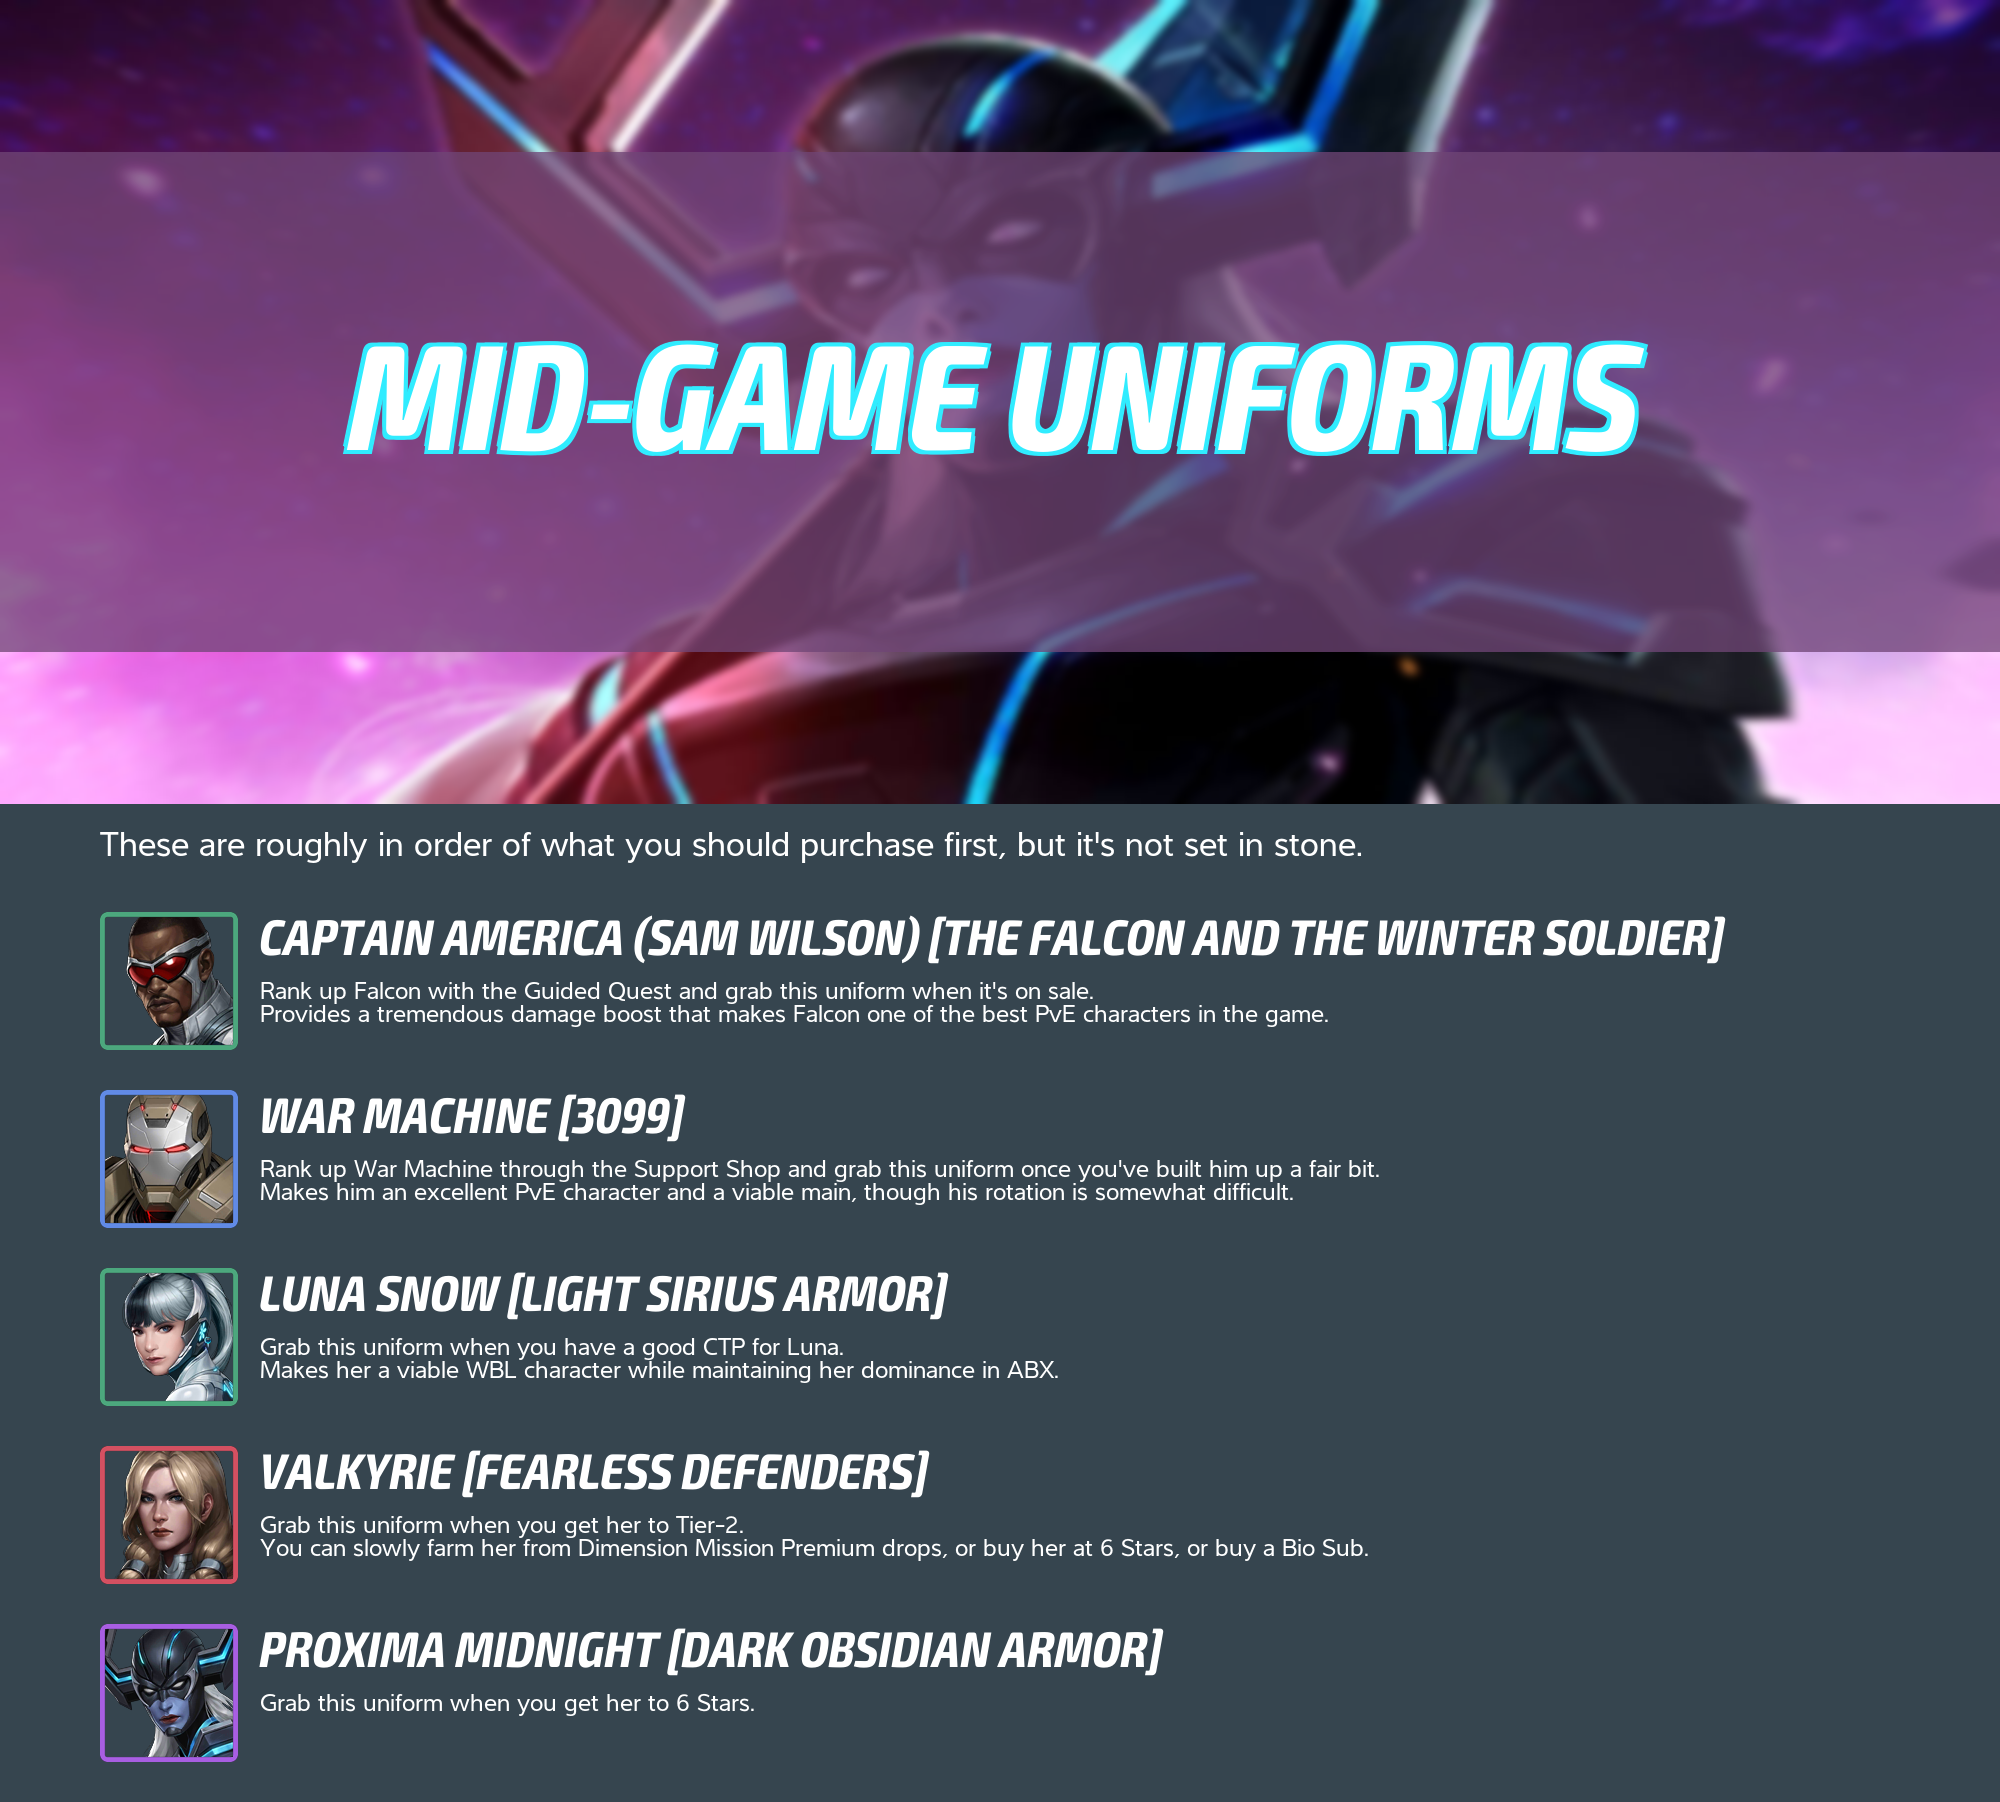 MID-GAME UNIFORMS
These are roughly in order of what you should purchase first, but it's not set in stone.
CAPTAIN AMERICA (SAM WILSON) [THE FALCON AND THE WINTER SOLDIER]
Rank up Falcon with the Guided Quest and grab this uniform when it's on sale.
Provides a tremendous damage boost that makes Falcon one of the best PvE characters in the game.
WAR MACHINE [3099]
Rank up War Machine through the Support Shop and grab this uniform once you've built him up a fair bit.
Makes him an excellent PvE character and a viable main, though his rotation is somewhat difficult.
LUNA SNOW [LIGHT SIRIUS ARMOR]
Grab this uniform when you have a good CTP for Luna.
Makes her a viable WBL character while maintaining her dominance in ABX.
VALKYRIE [FEARLESS DEFENDERS]
Grab this uniform when you get her to Tier-2.
You can slowly farm her from Dimension Mission Premium drops, or buy her at 6 Stars, or buy a Bio Sub.
PROXIMA MIDNIGHT [DARK OBSIDIAN ARMOR]
Grab this uniform when you get her to 6 Stars.